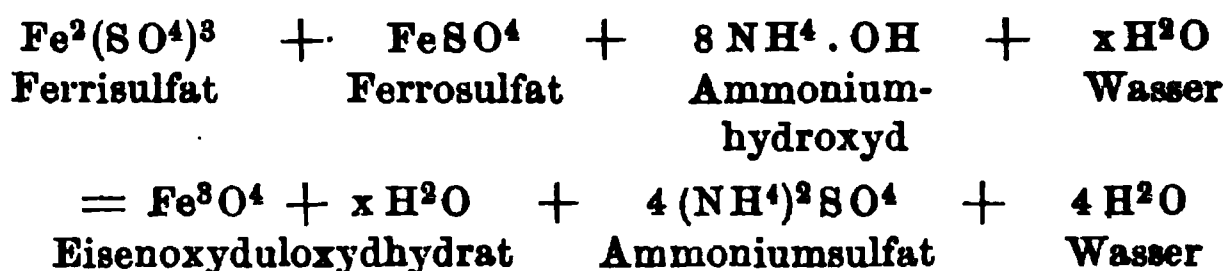 Fe²(SO⁴)³ + FeSO⁴ + 8 NH⁴ . OH + xH²O
Ferrisulfat Ferrosulfat Ammonium- Wasser
hydroxyd
= Fe³O⁴ + x H²O + 4 (NH⁴)²SO⁴ + 4 H²O
Eisenoxyduloxydhydrat Ammoniumsulfat Wasser